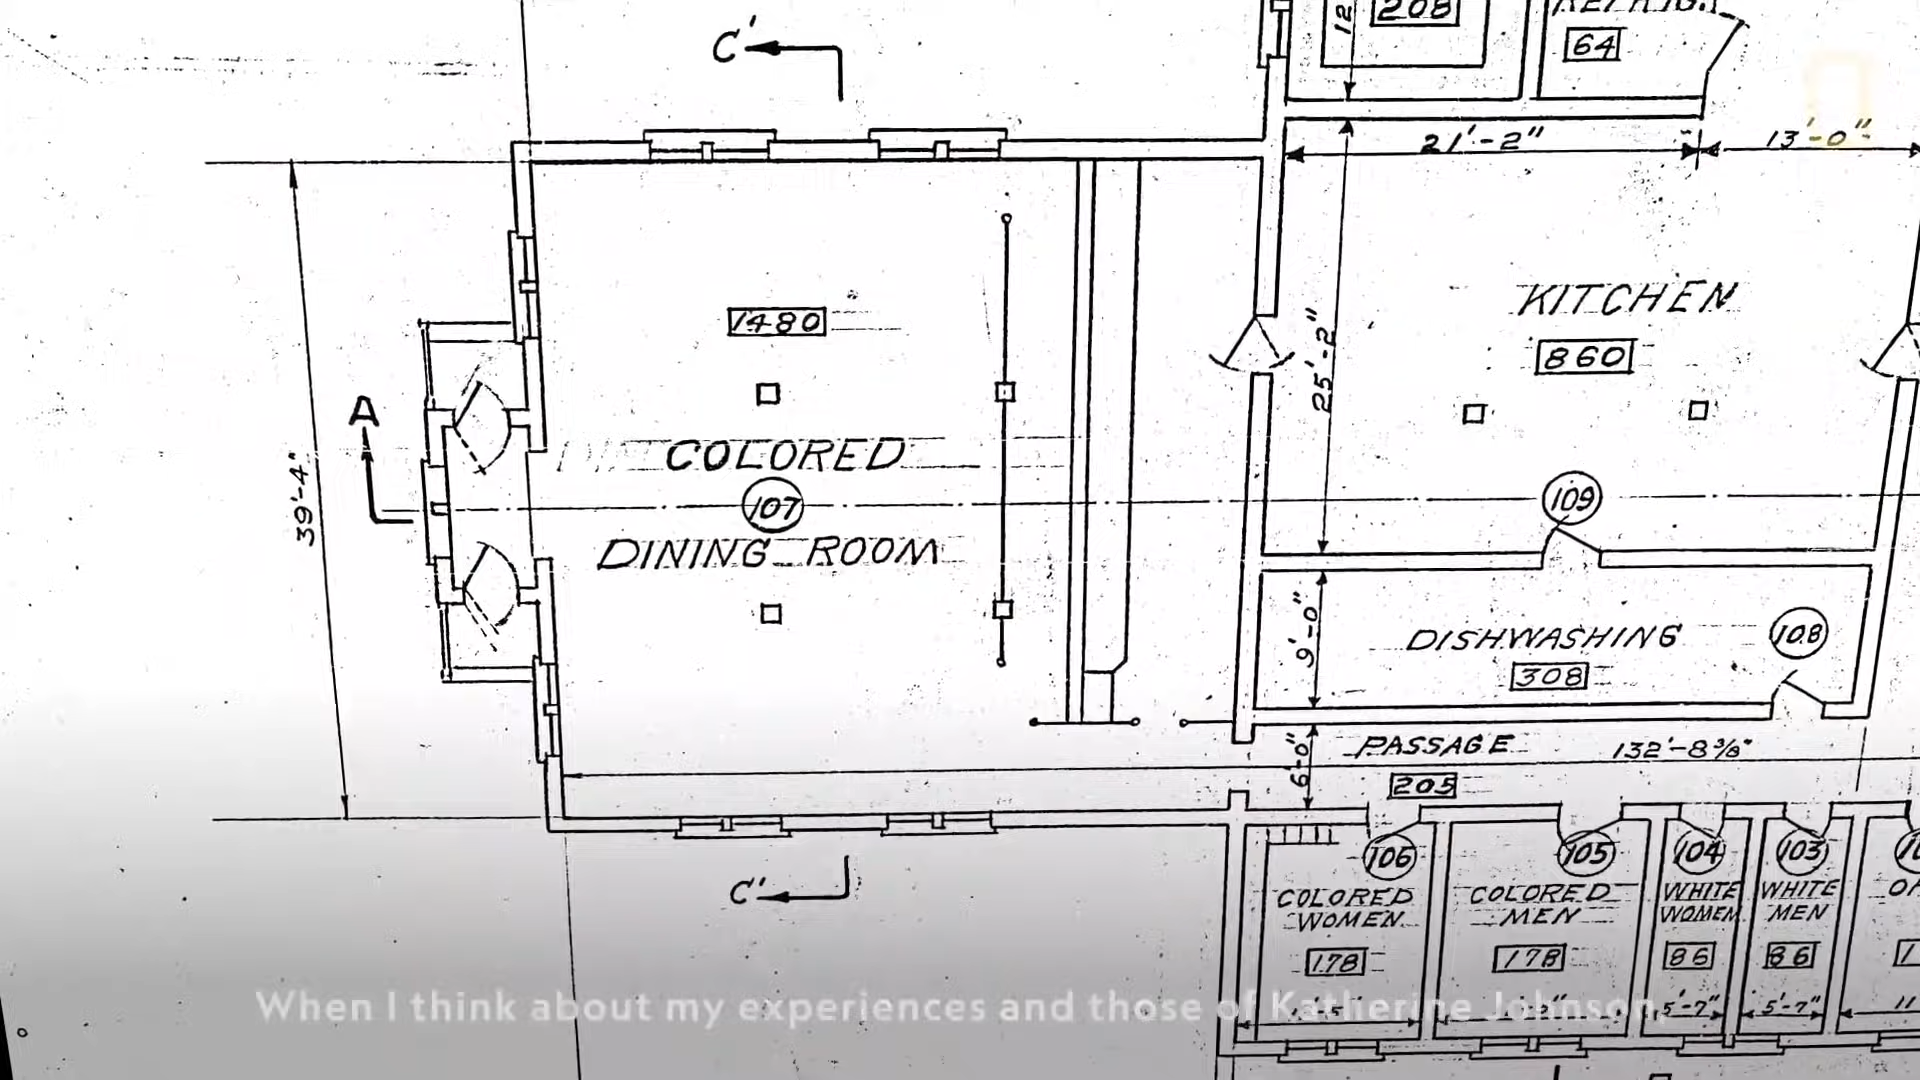 C'
208
64
21'-2"
13'-0"
1480
KITCHEN
860
25'-2"
A
COLORED
107
DINING ROOM
39'-4"
109
9'-0"
DISHWASHING
108
308
PASSAGE
132'-8 3/8"
6'-0"
205
106
105
104
103
C'
COLORED
WOMEN
COLORED
MEN
WHITE
WOMEN
WHITE
MEN
178
178
86
86
5'-7"
5'-7"
11
When I think about my experiences and those of Katherine Johnson,